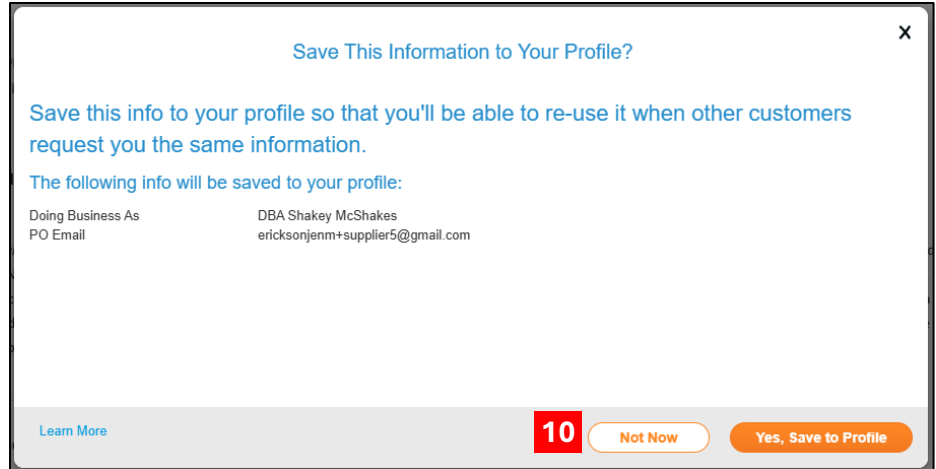 X
Save This Information to Your Profile?
Save this info to your profile so that you'll be able to re-use it when other customers
request you the same information.
The following info will be saved to your profile:
Doing Business As DBA Shakey McShakes
PO Email ericksonjenm+supplier5@gmail.com
Learn More 10 Not Now Yes, Save to Profile